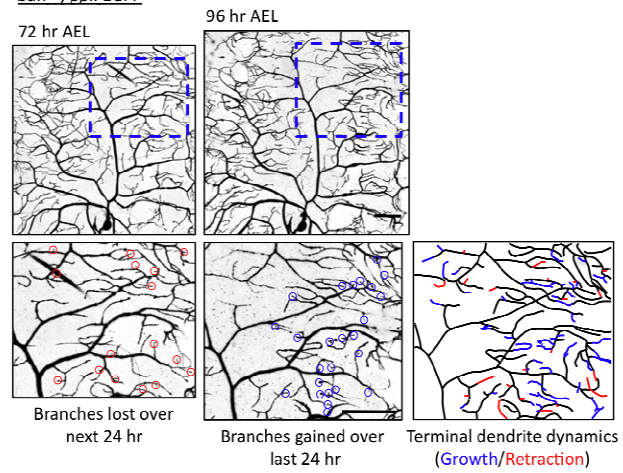 72 hr AEL
96 hr AEL
Branches lost over
next 24 hr
Branches gained over
last 24 hr
Terminal dendrite dynamics
(Growth/Retraction)